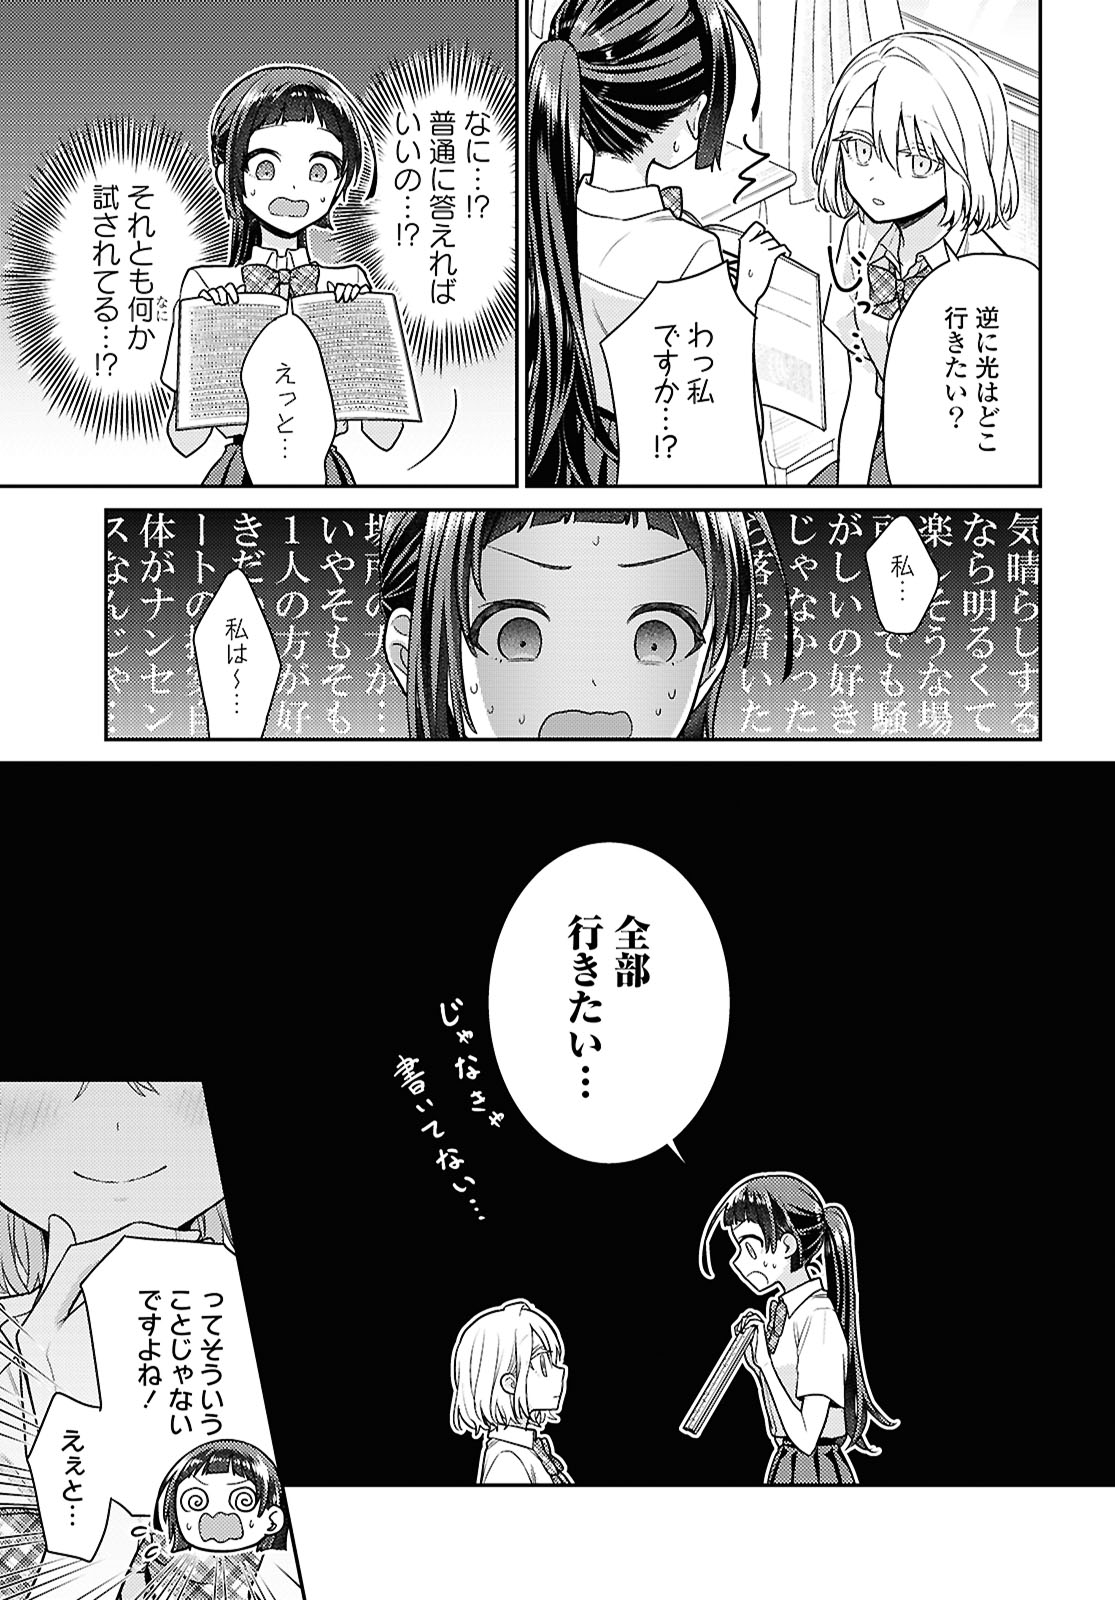 逆に光はどこ
行きたい？
じっ…
わっ私
ですか…!?
なに…!?
普通に答えれば
いいの…!?
えっと…
それとも何か
なに
試されてる…!?
気晴らしする
なら明るくて
楽しそうな場
所
でも騒
がしいの好き
じゃなかった
落ち着いた
私…
場所の方が…
いやそもそも
1人の方が好
きだ
ートの
体がナンセン
スなんじゃ…
私は〜…
全部
行きたい…
じゃなきゃ
書いてない…
ってそういう
ことじゃない
ですよね！
ええと…